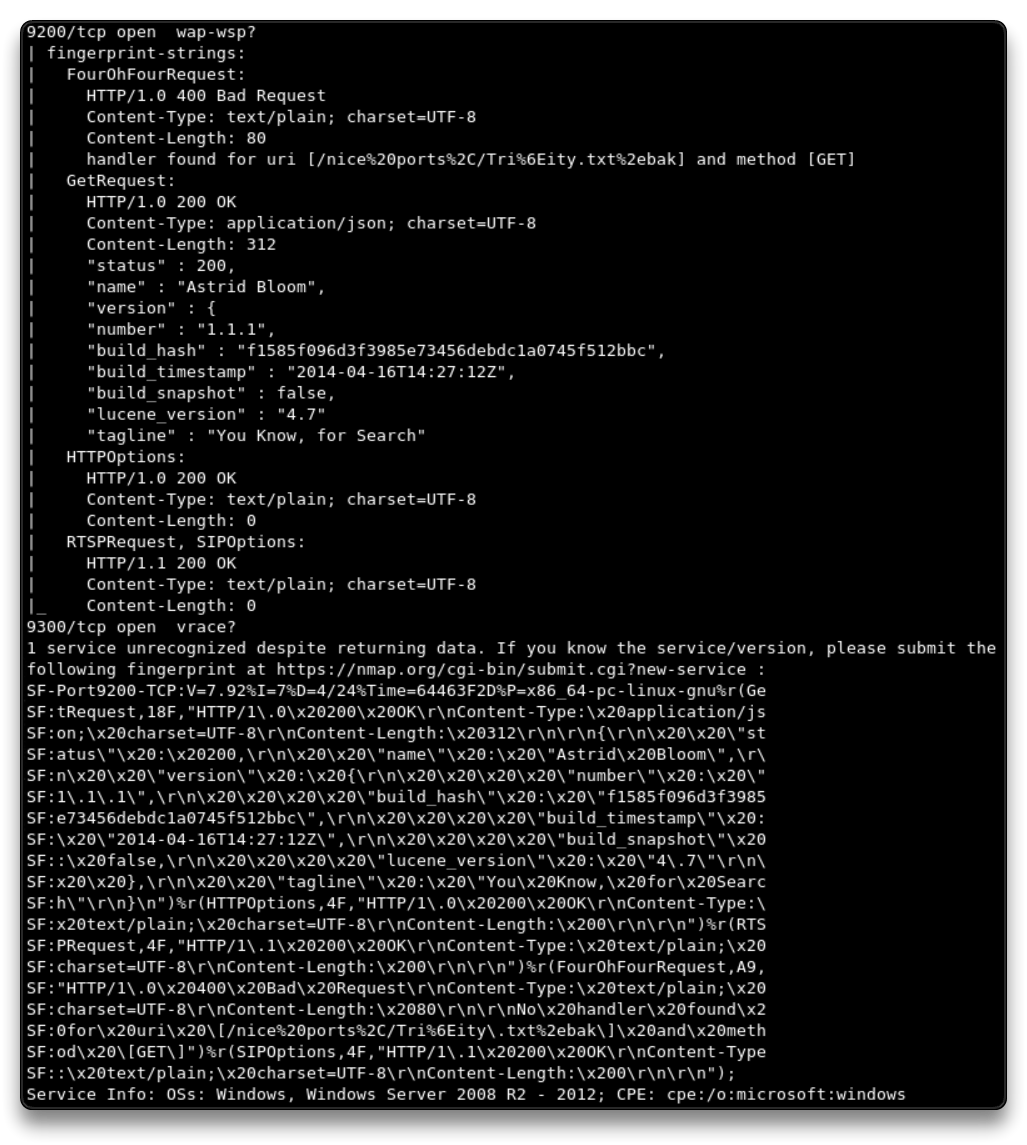 9200/tcp open  wap-wsp?
| fingerprint-strings:
|   FourOhFourRequest:
|     HTTP/1.0 400 Bad Request
|     Content-Type: text/plain; charset=UTF-8
|     Content-Length: 80
|     handler found for uri [/nice%20ports%2C/Tri%6Eity.txt%2ebak] and method [GET]
|   GetRequest:
|     HTTP/1.0 200 OK
|     Content-Type: application/json; charset=UTF-8
|     Content-Length: 312
|     "status" : 200,
|     "name" : "Astrid Bloom",
|     "version" : {
|     "number" : "1.1.1",
|     "build_hash" : "f1585f096d3f3985e73456debdc1a0745f512bbc",
|     "build_timestamp" : "2014-04-16T14:27:12Z",
|     "build_snapshot" : false,
|     "lucene_version" : "4.7"
|     "tagline" : "You Know, for Search"
|   HTTPOptions:
|     HTTP/1.0 200 OK
|     Content-Type: text/plain; charset=UTF-8
|     Content-Length: 0
|   RTSPRequest, SIPOptions:
|     HTTP/1.1 200 OK
|     Content-Type: text/plain; charset=UTF-8
|_    Content-Length: 0
9300/tcp open  vrace?
1 service unrecognized despite returning data. If you know the service/version, please submit the
following fingerprint at https://nmap.org/cgi-bin/submit.cgi?new-service :
SF-Port9200-TCP:V=7.92%I=7%D=4/24%Time=64463F2D%P=x86_64-pc-linux-gnu%r(Ge
SF:tRequest,18F,"HTTP/1\.0\x20200\x20OK\r\nContent-Type:\x20application/js
SF:on;\x20charset=UTF-8\r\nContent-Length:\x20312\r\n\r\n{\r\n\x20\x20\"st
SF:atus\"\x20:\x20200,\r\n\x20\x20\"name\"\x20:\x20\"Astrid\x20Bloom\",\r\
SF:n\x20\x20\"version\"\x20:\x20{\r\n\x20\x20\x20\x20\"number\"\x20:\x20\"
SF:1\.1\.1\",\r\n\x20\x20\x20\x20\"build_hash\"\x20:\x20\"f1585f096d3f3985
SF:e73456debdc1a0745f512bbc\",\r\n\x20\x20\x20\x20\"build_timestamp\"\x20:
SF:\x20\"2014-04-16T14:27:12Z\",\r\n\x20\x20\x20\x20\"build_snapshot\"\x20
SF::\x20false,\r\n\x20\x20\x20\x20\"lucene_version\"\x20:\x20\"4\.7\"\r\n\
SF:x20\x20},\r\n\x20\x20\"tagline\"\x20:\x20\"You\x20Know,\x20for\x20Searc
SF:h\"\r\n}\n")%r(HTTPOptions,4F,"HTTP/1\.0\x20200\x20OK\r\nContent-Type:\
SF:x20text/plain;\x20charset=UTF-8\r\nContent-Length:\x200\r\n\r\n")%r(RTS
SF:PRequest,4F,"HTTP/1\.1\x20200\x20OK\r\nContent-Type:\x20text/plain;\x20
SF:charset=UTF-8\r\nContent-Length:\x200\r\n\r\n")%r(FourOhFourRequest,A9,
SF:"HTTP/1\.0\x20400\x20Bad\x20Request\r\nContent-Type:\x20text/plain;\x20
SF:charset=UTF-8\r\nContent-Length:\x2080\r\n\r\nNo\x20handler\x20found\x2
SF:0for\x20uri\x20\[/nice%20ports%2C/Tri%6Eity\.txt%2ebak\]\x20and\x20meth
SF:od\x20\[GET\]")%r(SIPOptions,4F,"HTTP/1\.1\x20200\x20OK\r\nContent-Type
SF::\x20text/plain;\x20charset=UTF-8\r\nContent-Length:\x200\r\n\r\n");
Service Info: OSs: Windows, Windows Server 2008 R2 - 2012; CPE: cpe:/o:microsoft:windows